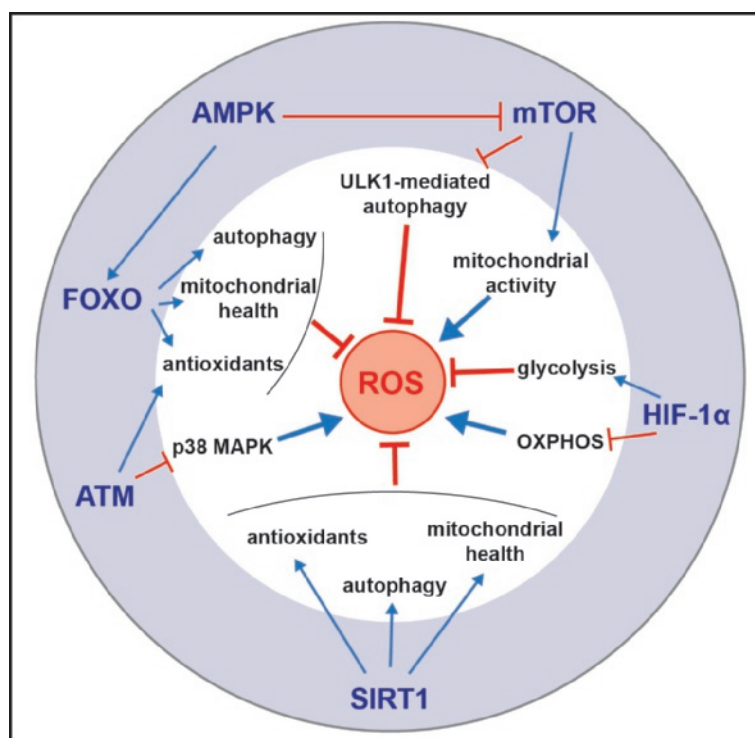 AMPK
mTOR
ULK1-mediated
autophagy
autophagy
mitochondrial
activity
FOXO
mitochondrial
health
antioxidants
ROS
glycolysis
HIF-1α
p38 MAPK
OXPHOS
ATM
antioxidants
mitochondrial
health
autophagy
SIRT1